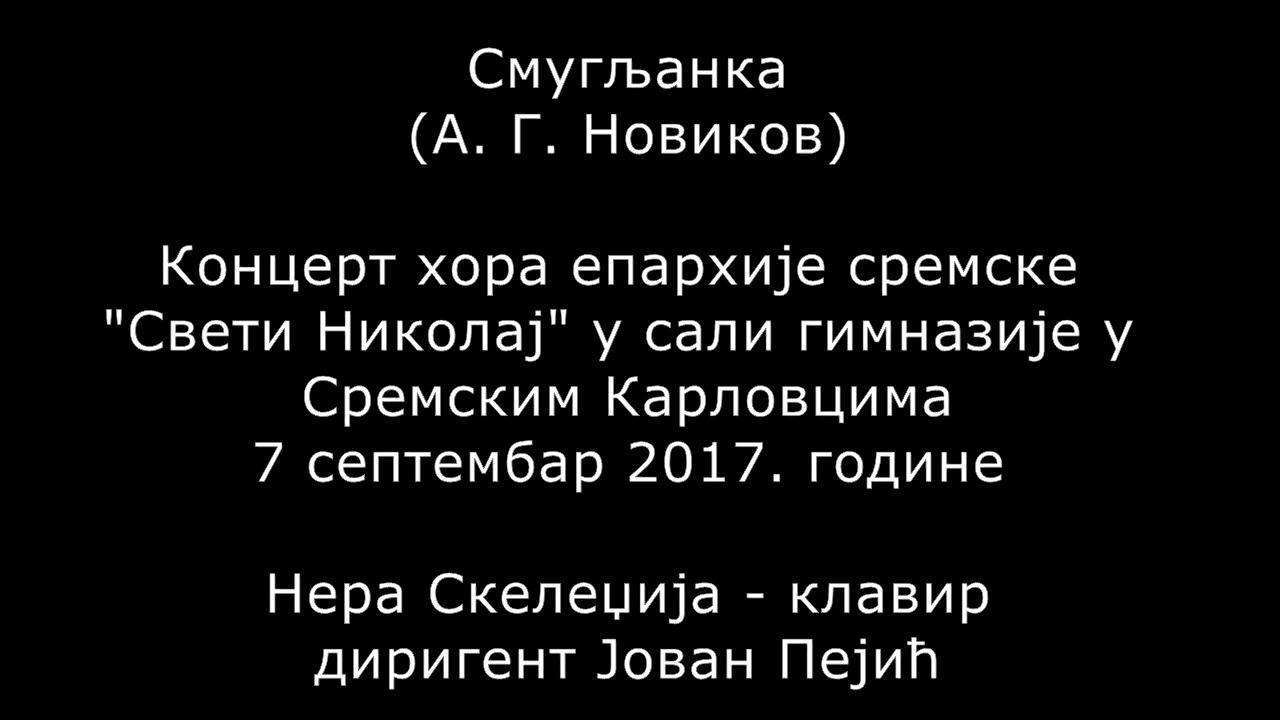 Смугљанка
(А. Г. Новиков)
Концерт хора епархије сремске
"Свети Николај" у сали гимназије у
Сремским Карловцима
7 септембар 2017. године
Нера Скелеџија - клавир
диригент Јован Пејић